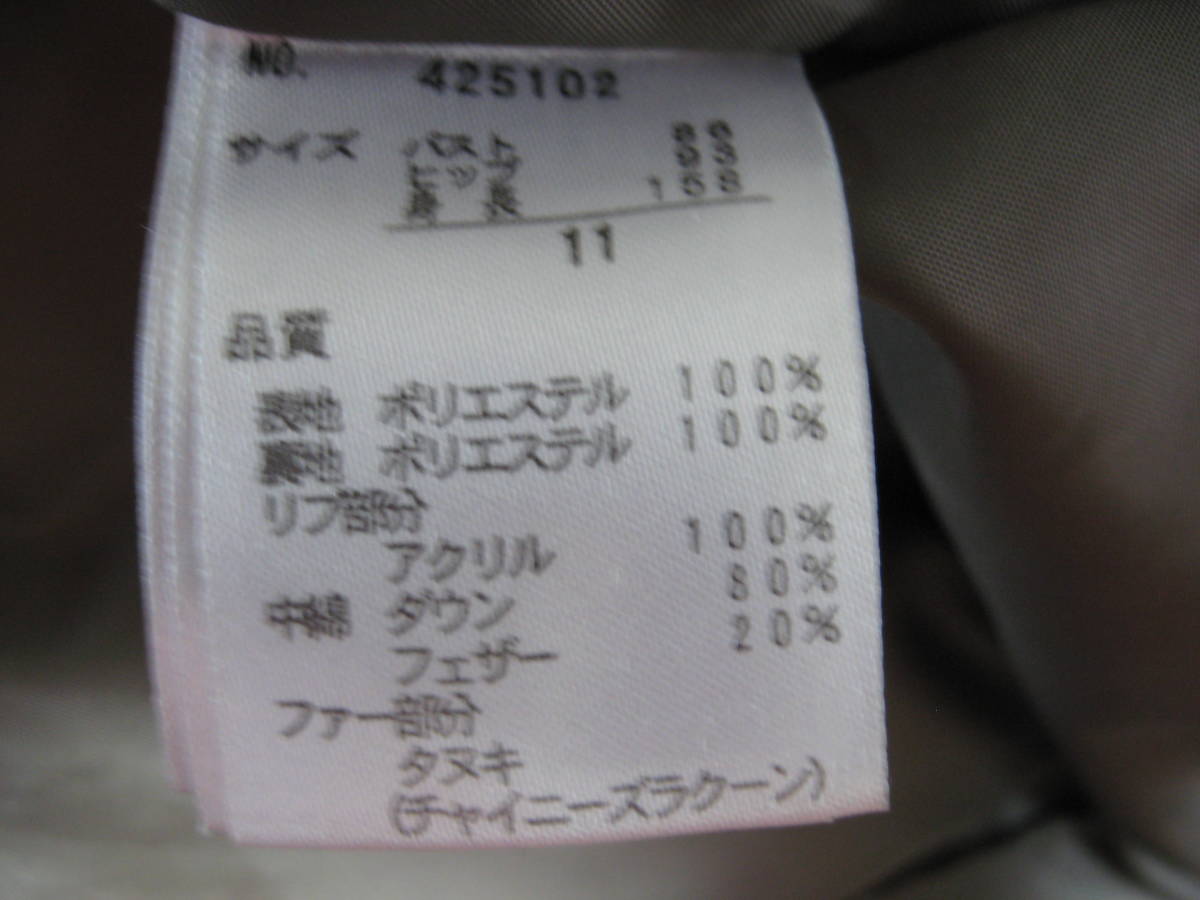 NO. 425102
サイズ バスト
ヒップ
身長
11
品質
表地 ポリエステル 100%
裏地 ポリエステル 100%
リブ部分
アクリル 100%
中綿 ダウン 80%
フェザー 20%
ファー部分
タヌキ
(チャイニーズラクーン)